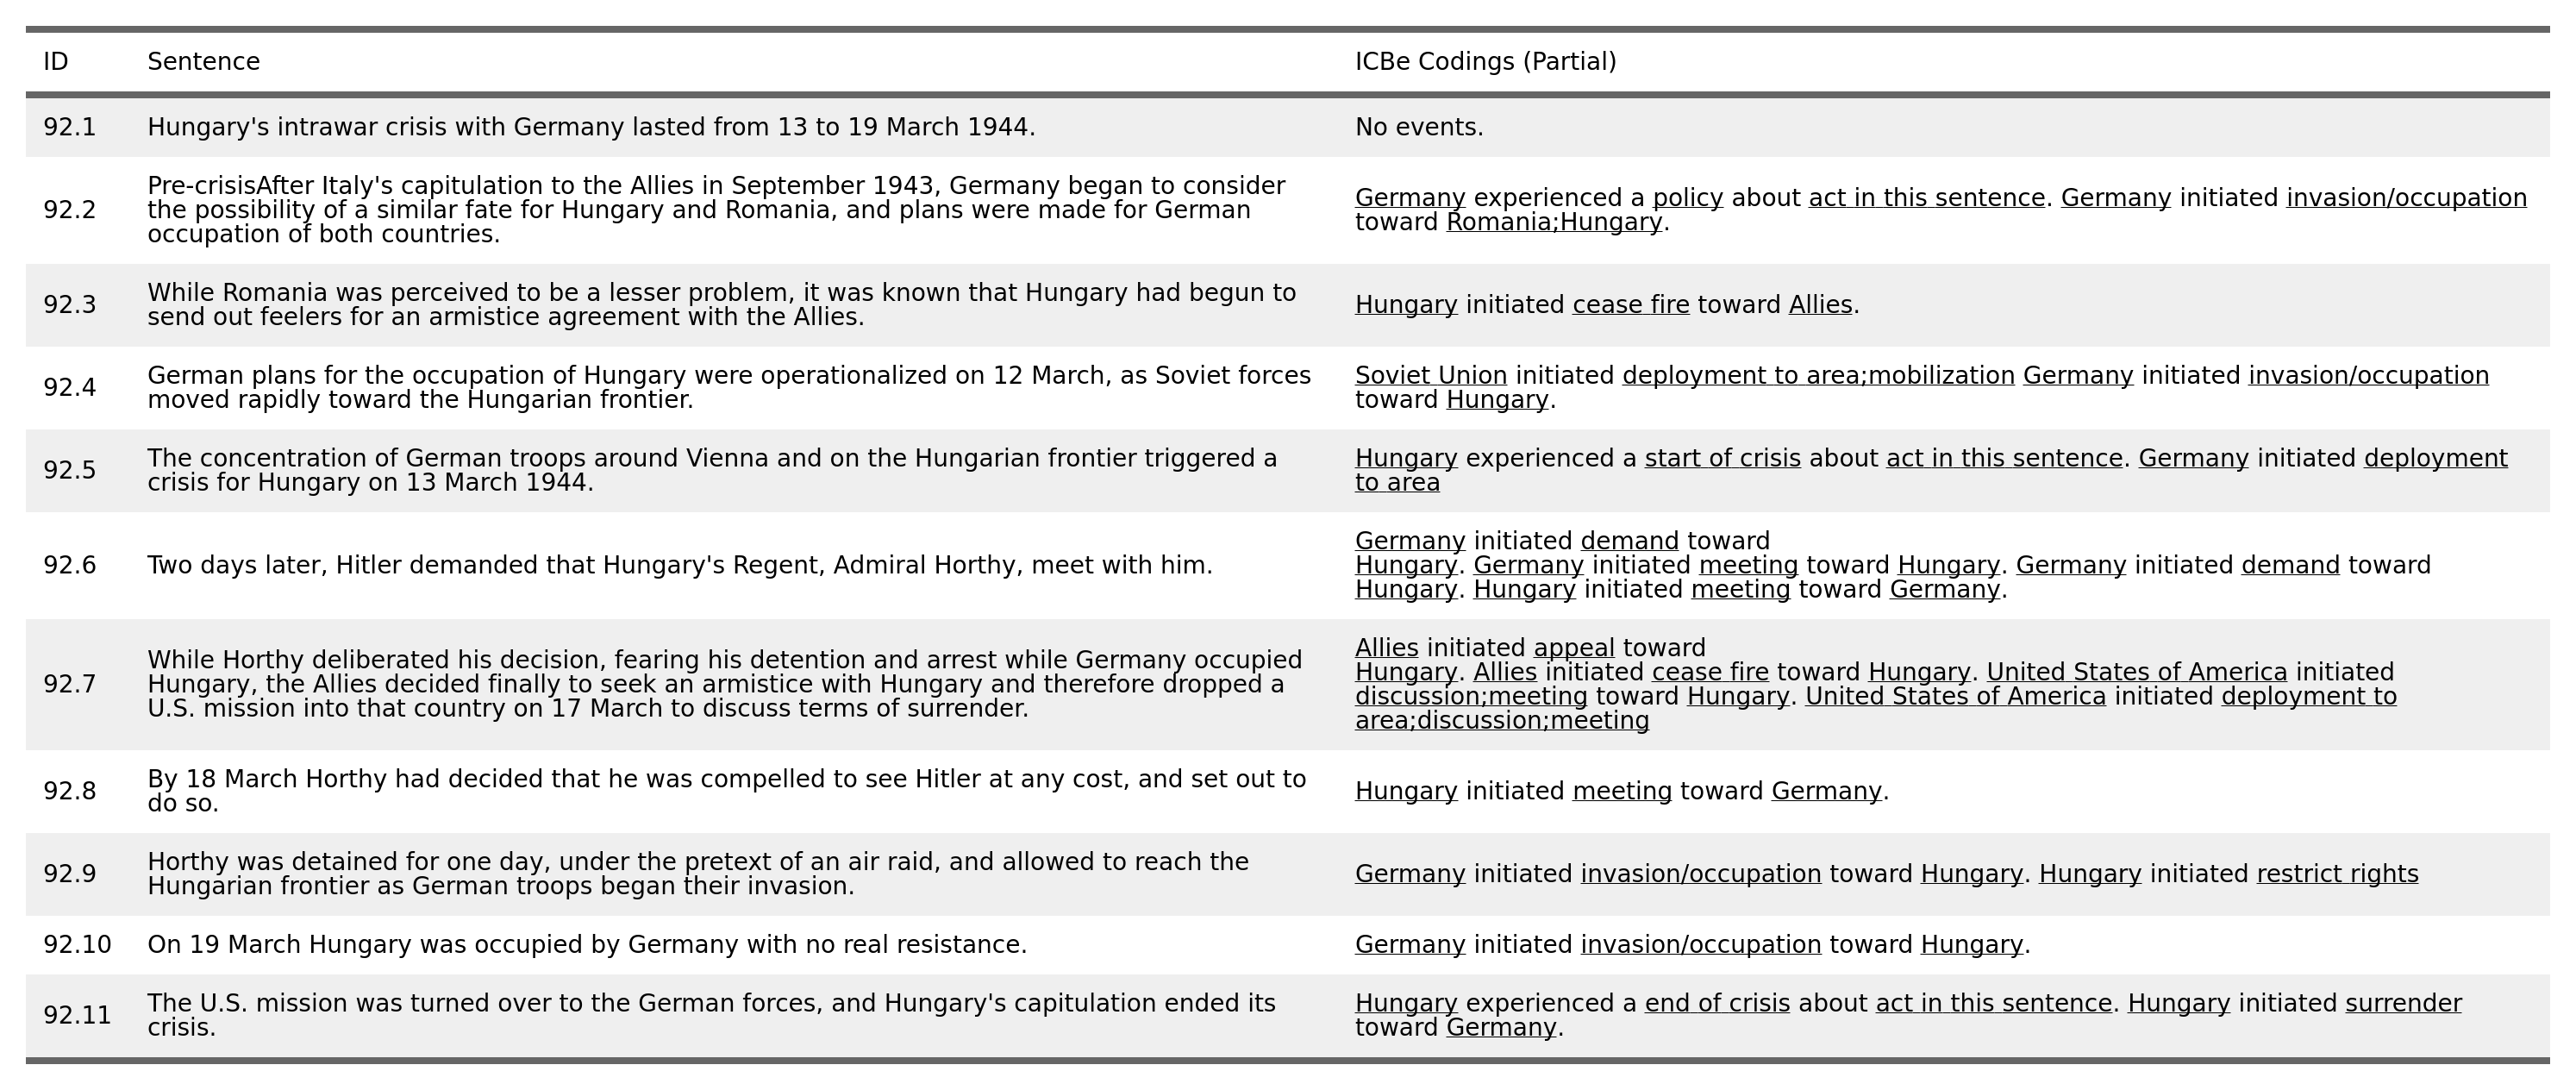 ID Sentence ICBe Codings (Partial)
92.1 Hungary's intrawar crisis with Germany lasted from 13 to 19 March 1944. No events.
92.2
Pre-crisisAfter Italy's capitulation to the Allies in September 1943, Germany began to consider
the possibility of a similar fate for Hungary and Romania, and plans were made for German
occupation of both countries.
Germany experienced a policy about act in this sentence. Germany initiated invasion/occupation
toward Romania;Hungary.
92.3
While Romania was perceived to be a lesser problem, it was known that Hungary had begun to
send out feelers for an armistice agreement with the Allies.
Hungary initiated cease fire toward Allies.
92.4
German plans for the occupation of Hungary were operationalized on 12 March, as Soviet forces
moved rapidly toward the Hungarian frontier.
Soviet Union initiated deployment to area;mobilization Germany initiated invasion/occupation
toward Hungary.
92.5
The concentration of German troops around Vienna and on the Hungarian frontier triggered a
crisis for Hungary on 13 March 1944.
Hungary experienced a start of crisis about act in this sentence. Germany initiated deployment
to area
92.6
Two days later, Hitler demanded that Hungary's Regent, Admiral Horthy, meet with him.
Germany initiated demand toward
Hungary. Germany initiated meeting toward Hungary. Germany initiated demand toward
Hungary. Hungary initiated meeting toward Germany.
92.7
While Horthy deliberated his decision, fearing his detention and arrest while Germany occupied
Hungary, the Allies decided finally to seek an armistice with Hungary and therefore dropped a
U.S. mission into that country on 17 March to discuss terms of surrender.
Allies initiated appeal toward
Hungary. Allies initiated cease fire toward Hungary. United States of America initiated
discussion;meeting toward Hungary. United States of America initiated deployment to
area;discussion;meeting
92.8
By 18 March Horthy had decided that he was compelled to see Hitler at any cost, and set out to
do so.
Hungary initiated meeting toward Germany.
92.9
Horthy was detained for one day, under the pretext of an air raid, and allowed to reach the
Hungarian frontier as German troops began their invasion.
Germany initiated invasion/occupation toward Hungary. Hungary initiated restrict rights
92.10 On 19 March Hungary was occupied by Germany with no real resistance. Germany initiated invasion/occupation toward Hungary.
92.11
The U.S. mission was turned over to the German forces, and Hungary's capitulation ended its
crisis.
Hungary experienced a end of crisis about act in this sentence. Hungary initiated surrender
toward Germany.